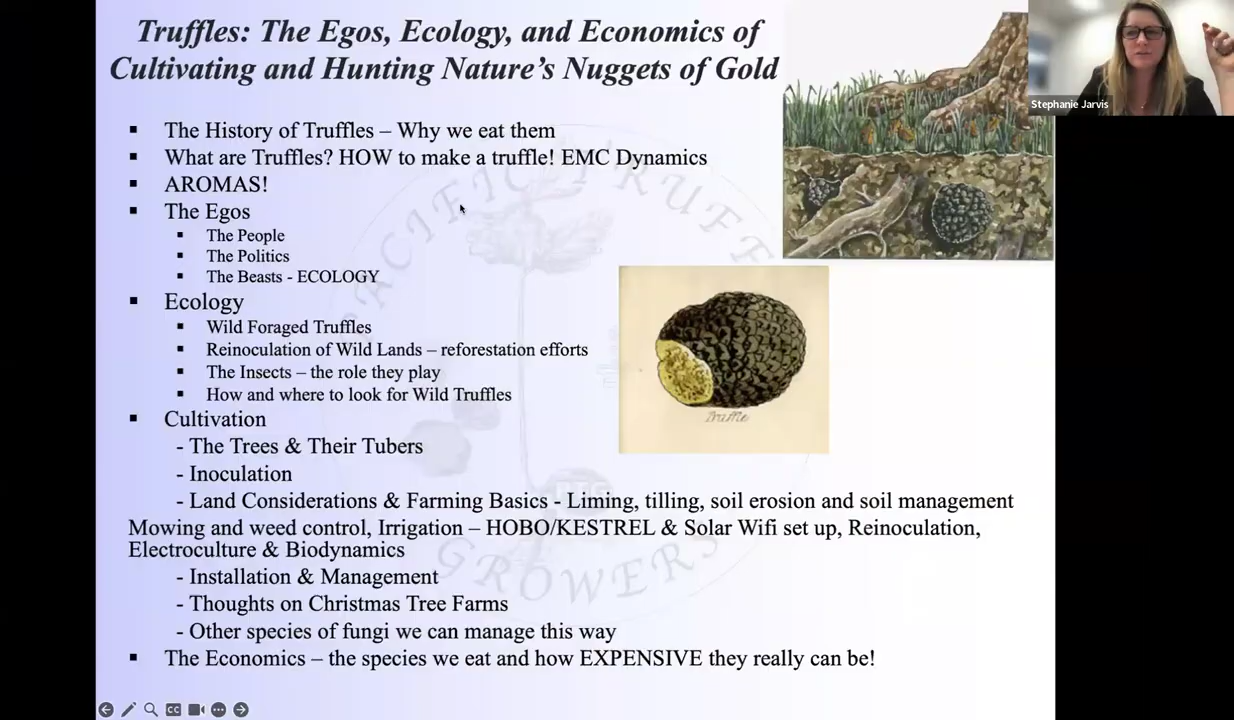 Truffles: The Egos, Ecology, and Economics of
Cultivating and Hunting Nature's Nuggets of Gold
Stephanie Jarvis
▪ The History of Truffles – Why we eat them
▪ What are Truffles? HOW to make a truffle! EMC Dynamics
▪ AROMAS!
▪ The Egos
▪ The People
▪ The Politics
▪ The Beasts - ECOLOGY
▪ Ecology
▪ Wild Foraged Truffles
▪ Reinoculation of Wild Lands – reforestation efforts
▪ The Insects – the role they play
▪ How and where to look for Wild Truffles
Truffle
▪ Cultivation
- The Trees & Their Tubers
- Inoculation
- Land Considerations & Farming Basics - Liming, tilling, soil erosion and soil management
Mowing and weed control, Irrigation – HOBO/KESTREL & Solar Wifi set up, Reinoculation,
Electroculture & Biodynamics
- Installation & Management
- Thoughts on Christmas Tree Farms
- Other species of fungi we can manage this way
▪ The Economics – the species we eat and how EXPENSIVE they really can be!
PACIFIC TRUFFLE
GROWERS
CC